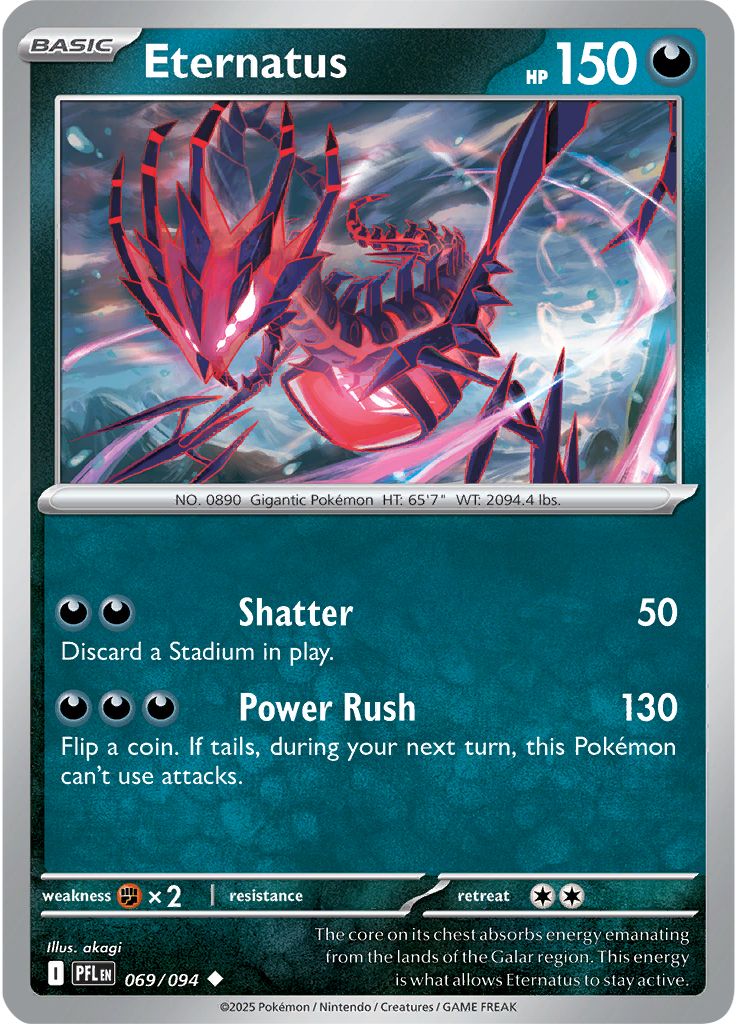 BASIC
Eternatus
HP 150
NO. 0890 Gigantic Pokémon HT: 65'7" WT: 2094.4 lbs.
Shatter 50
Discard a Stadium in play.
Power Rush 130
Flip a coin. If tails, during your next turn, this Pokémon
can't use attacks.
weakness ×2 resistance retreat
Illus. akagi
The core on its chest absorbs energy emanating
from the lands of the Galar region. This energy
is what allows Eternatus to stay active.
I PFL EN 069/094
©2025 Pokémon / Nintendo / Creatures / GAME FREAK